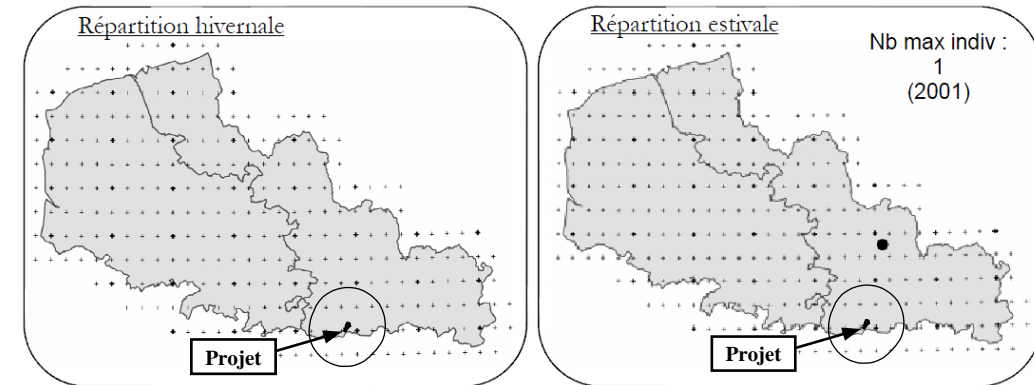 Répartition hivernale
Projet
Répartition estivale
Nb max indiv :
1
(2001)
Projet